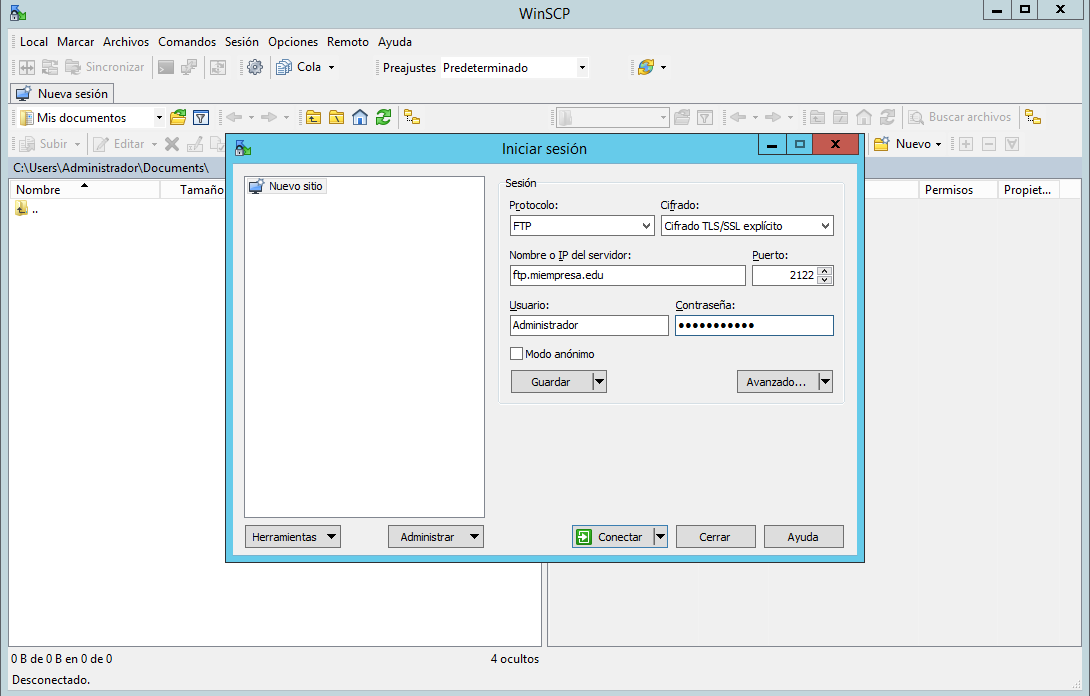 WinSCP
Local Marcar Archivos Comandos Sesión Opciones Remoto Ayuda
Sincronizar Cola Preajustes Predeterminado
Nueva sesión
Mis documentos Buscar archivos
Subir Editar Nuevo
C:\Users\Administrador\Documents\
Nombre Tamaño Permisos Propiet...
..
Iniciar sesión
Nuevo sitio
Sesión
Protocolo: Cifrado:
FTP Cifrado TLS/SSL explícito
Nombre o IP del servidor: Puerto:
ftp.miempresa.edu 2122
Usuario: Contraseña:
Administrador ●●●●●●●●●●●
Modo anónimo
Guardar Avanzado...
Herramientas Administrar Conectar Cerrar Ayuda
0 B de 0 B en 0 de 0 4 ocultos
Desconectado.